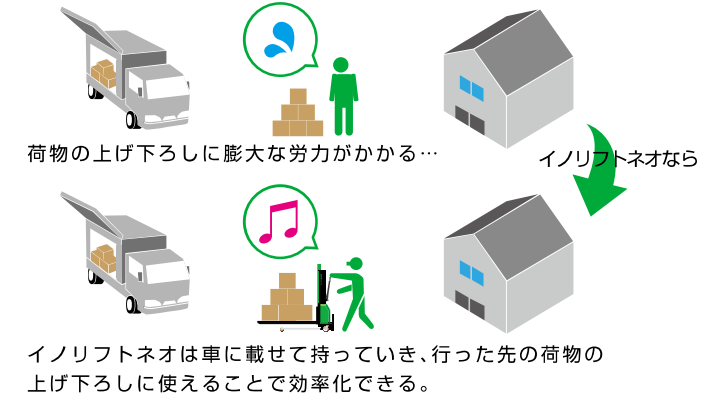 荷物の上げ下ろしに膨大な労力がかかる…
イノリフトネオなら
イノリフトネオは車に載せて持っていき、行った先の荷物の
上げ下ろしに使えることで効率化できる。